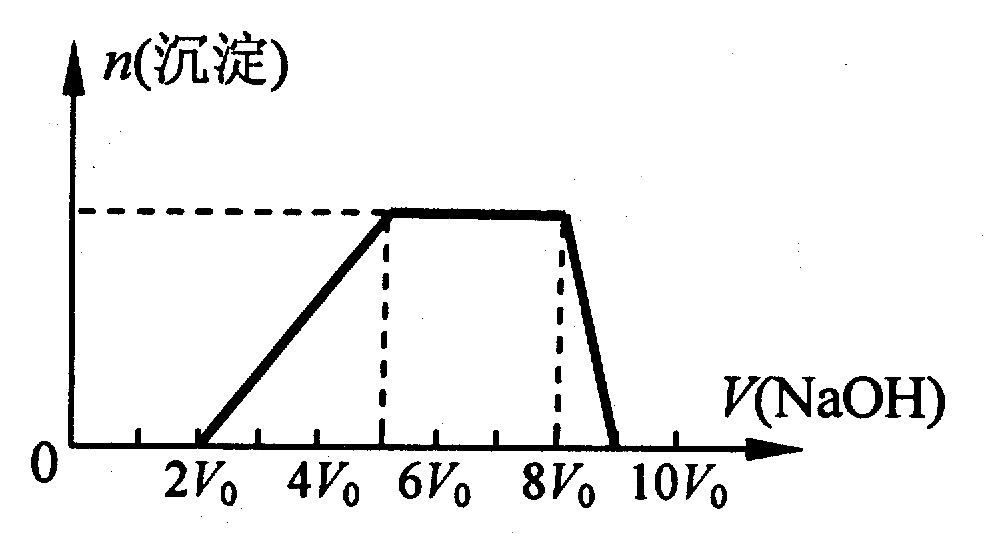 n(沉淀)
V(NaOH)
0
2V₀ 4V₀ 6V₀ 8V₀ 10V₀